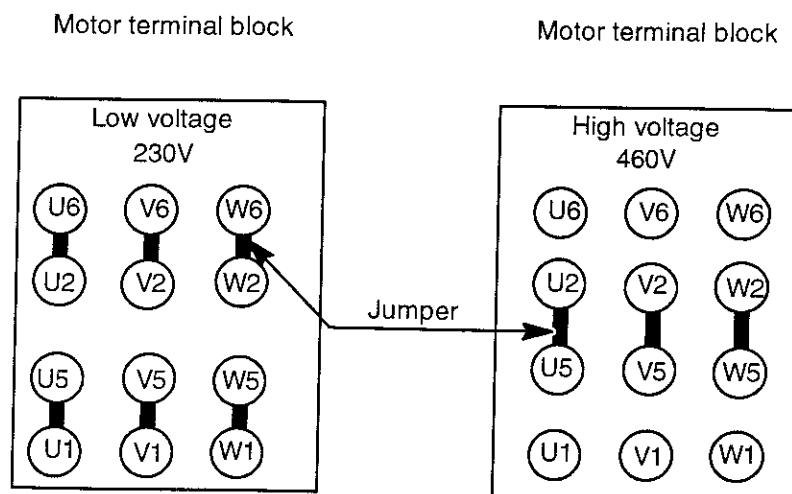 Motor terminal block
Low voltage
230V
U6 V6 W6
U2 V2 W2
U5 V5 W5
U1 V1 W1
Jumper
Motor terminal block
High voltage
460V
U6 V6 W6
U2 V2 W2
U5 V5 W5
U1 V1 W1